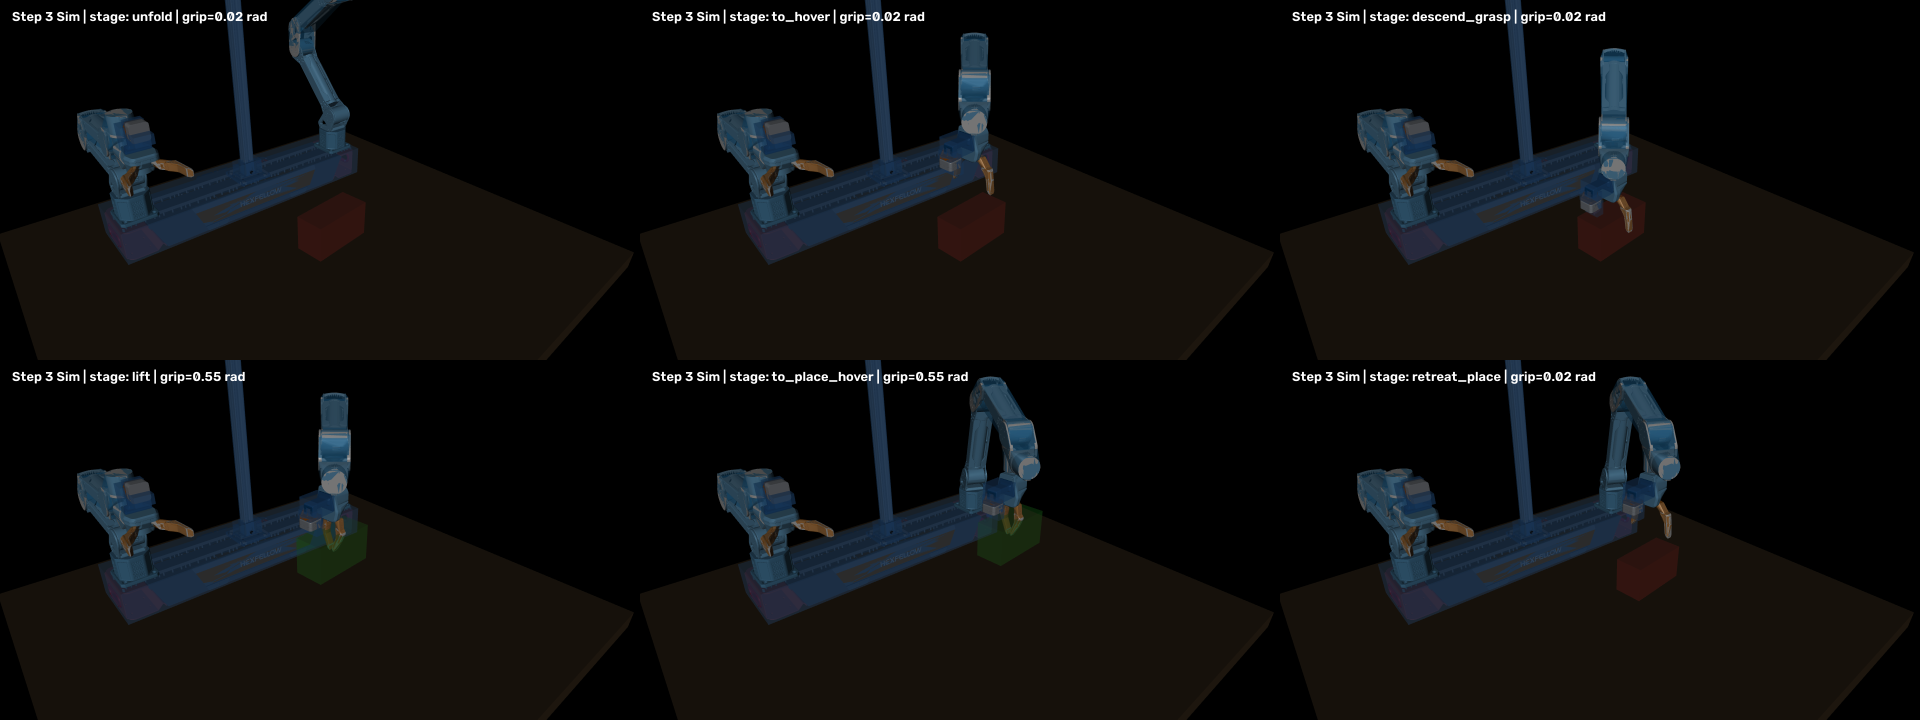 Step 3 Sim | stage: unfold | grip=0.02 rad
Step 3 Sim | stage: to_hover | grip=0.02 rad
Step 3 Sim | stage: descend_grasp | grip=0.02 rad
Step 3 Sim | stage: lift | grip=0.55 rad
Step 3 Sim | stage: to_place_hover | grip=0.55 rad
Step 3 Sim | stage: retreat_place | grip=0.02 rad